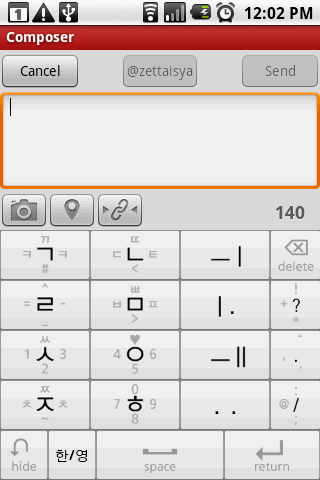 1 12:02 PM
Composer
Cancel @zettaisya Send
140
ㄲ ㄸ
ㅋ ㄱ ㅋ ㄷ ㄴ ㅌ ㅡ ㅣ
# < delete
^ ㅃ !
= ㄹ - ㅂ ㅁ ㅍ ㅣ . + ?
_ > *
ㅆ ♥
1 ㅅ 3 4 ㅇ 6 ㅡ ㅣㅣ , .
2 5
ㅉ 0 :
ㅊ ㅈ ㅊ 7 ㅎ 9 . . @ /
~ 8 ;
hide 한/영 space return